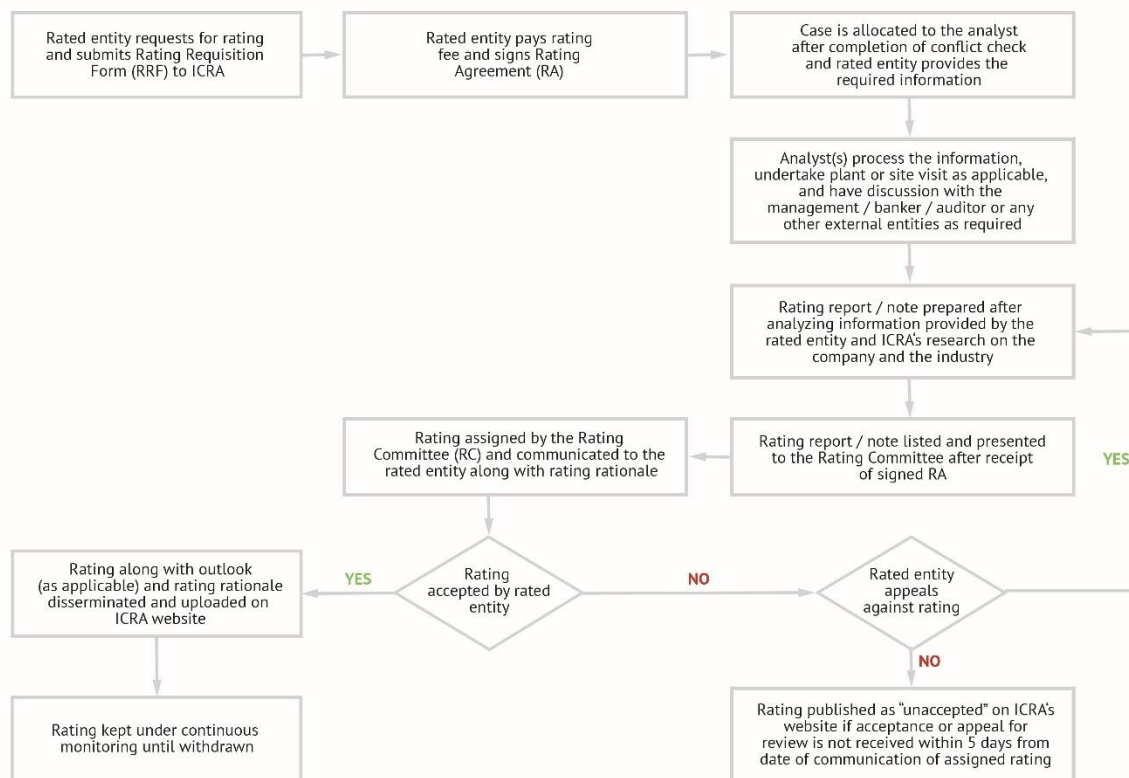 Rated entity requests for rating
and submits Rating Requisition
Form (RRF) to ICRA
Rated entity pays rating
fee and signs Rating
Agreement (RA)
Case is allocated to the analyst
after completion of conflict check
and rated entity provides the
required information
Analyst(s) process the information,
undertake plant or site visit as applicable,
and have discussion with the
management / banker / auditor or any
other external entities as required
Rating report / note prepared after
analyzing information provided by the
rated entity and ICRA‘s research on the
company and the industry
Rating report / note listed and presented
to the Rating Committee after receipt
of signed RA
YES
Rating assigned by the Rating
Committee (RC) and communicated to the
rated entity along with rating rationale
Rating
accepted by rated
entity
YES
NO
Rating along with outlook
(as applicable) and rating rationale
disseminated and uploaded on
ICRA website
Rating kept under continuous
monitoring until withdrawn
Rated entity
appeals
against rating
NO
Rating published as “unaccepted” on ICRA‘s
website if acceptance or appeal for
review is not received within 5 days from
date of communication of assigned rating